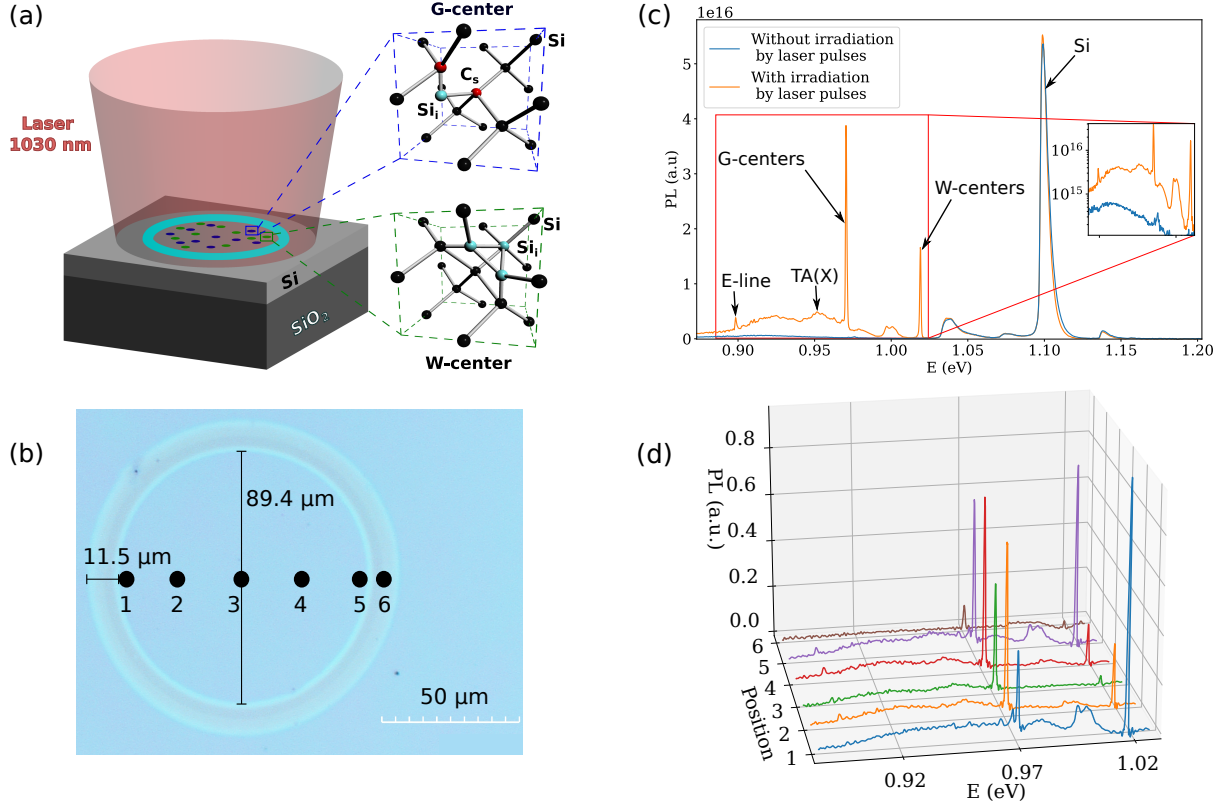 (a)
G-center
Si
Cₛ
Siᵢ
Laser
1030 nm
Si
SiO₂
Si
Siᵢ
W-center
(b)
89.4 μm
11.5 μm
1 2 3 4 5 6
50 μm
(c)
1e16
Without irradiation
by laser pulses
With irradiation
by laser pulses
Si
10¹⁶
10¹⁵
G-centers
W-centers
E-line
TA(X)
PL (a.u)
5
4
3
2
1
0
0.90 0.95 1.00 1.05 1.10 1.15 1.20
E (eV)
(d)
PL (a.u.)
0.8
0.6
0.4
0.2
0.0
6
5
4
3
2
1
Position
0.92 0.97 1.02
E (eV)